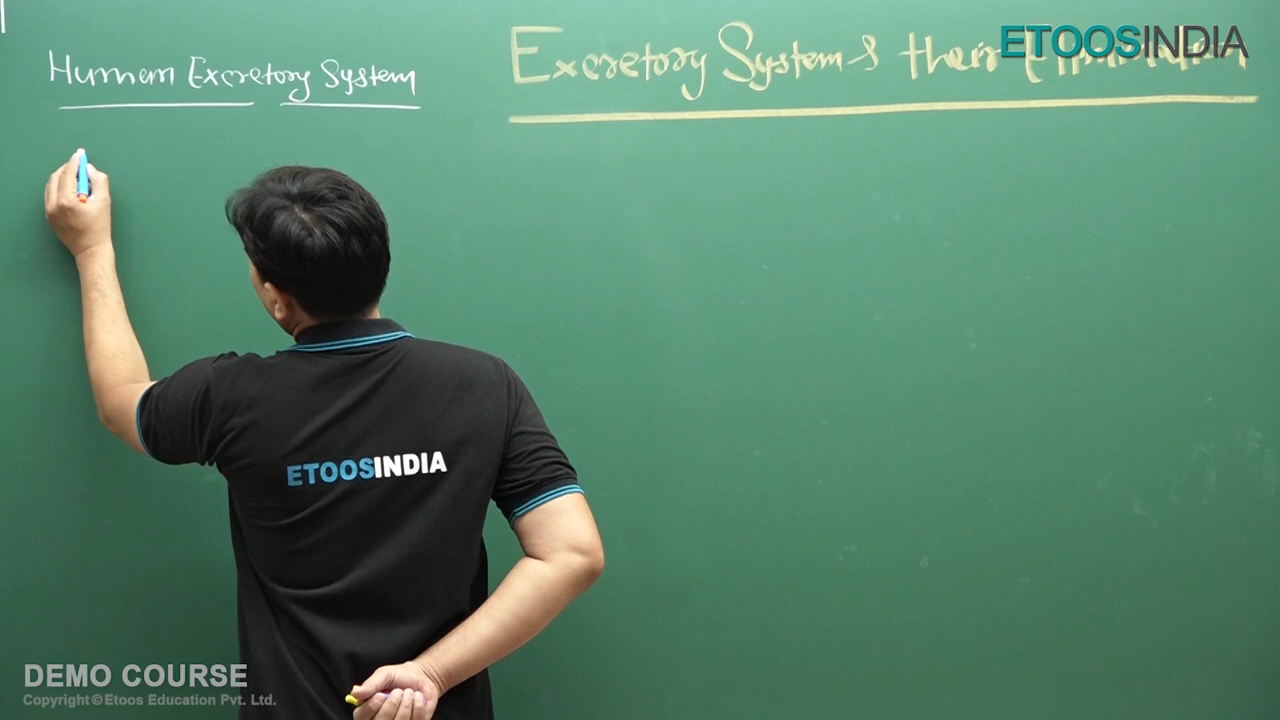 Human Excretory System
Excretory System & their
ETOOSINDIA
ETOOSINDIA
DEMO COURSE
Copyright © Etoos Education Pvt. Ltd.